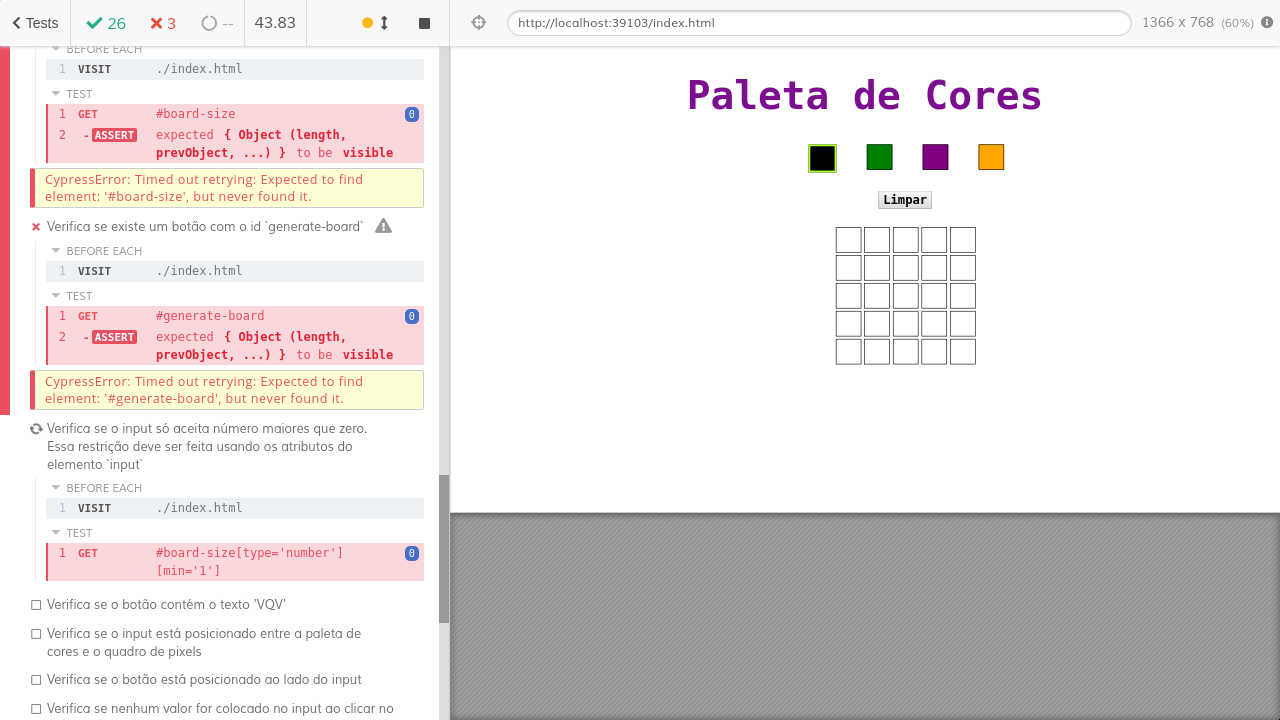 Tests
26
3
--
43.83
http://localhost:39103/index.html
1366 x 768 (60%)
BEFORE EACH
1 VISIT ./index.html
TEST
1 GET #board-size 0
2 -ASSERT expected { Object (length,
prevObject, ...) } to be visible
CypressError: Timed out retrying: Expected to find
element: '#board-size', but never found it.
Verifica se existe um botão com o id `generate-board`
BEFORE EACH
1 VISIT ./index.html
TEST
1 GET #generate-board 0
2 -ASSERT expected { Object (length,
prevObject, ...) } to be visible
CypressError: Timed out retrying: Expected to find
element: '#generate-board', but never found it.
Verifica se o input só aceita número maiores que zero.
Essa restrição deve ser feita usando os atributos do
elemento `input`
BEFORE EACH
1 VISIT ./index.html
TEST
1 GET #board-size[type='number'] 0
[min='1']
Verifica se o botão contém o texto 'VQV'
Verifica se o input está posicionado entre a paleta de
cores e o quadro de pixels
Verifica se o botão está posicionado ao lado do input
Verifica se nenhum valor for colocado no input ao clicar no
Paleta de Cores
Limpar